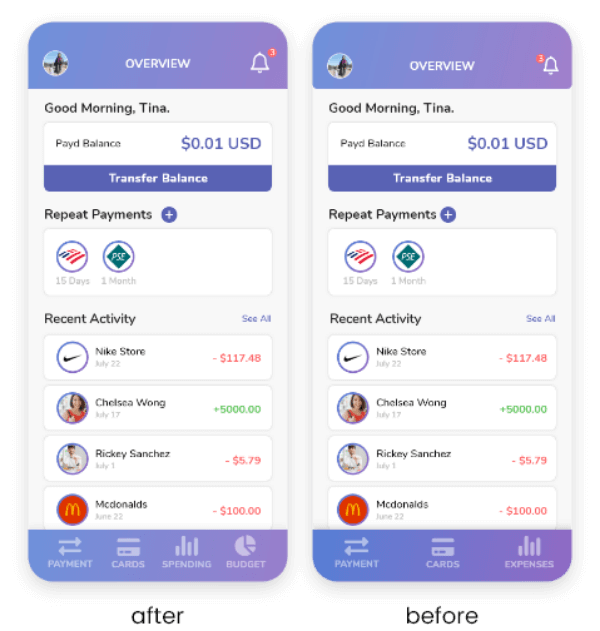 3
OVERVIEW
Good Morning, Tina.
Payd Balance $0.01 USD
Transfer Balance
Repeat Payments +
PSE
15 Days 1 Month
Recent Activity See All
Nike Store
July 22
- $117.48
Chelsea Wong
July 17
+5000.00
Rickey Sanchez
July 1
- $5.79
Mcdonalds
June 22
- $100.00
PAYMENT CARDS SPENDING BUDGET
after
3
OVERVIEW
Good Morning, Tina.
Payd Balance $0.01 USD
Transfer Balance
Repeat Payments +
PSE
15 Days 1 Month
Recent Activity See All
Nike Store
July 22
- $117.48
Chelsea Wong
July 17
+5000.00
Rickey Sanchez
July 1
- $5.79
Mcdonalds
June 22
- $100.00
PAYMENT CARDS EXPENSES
before